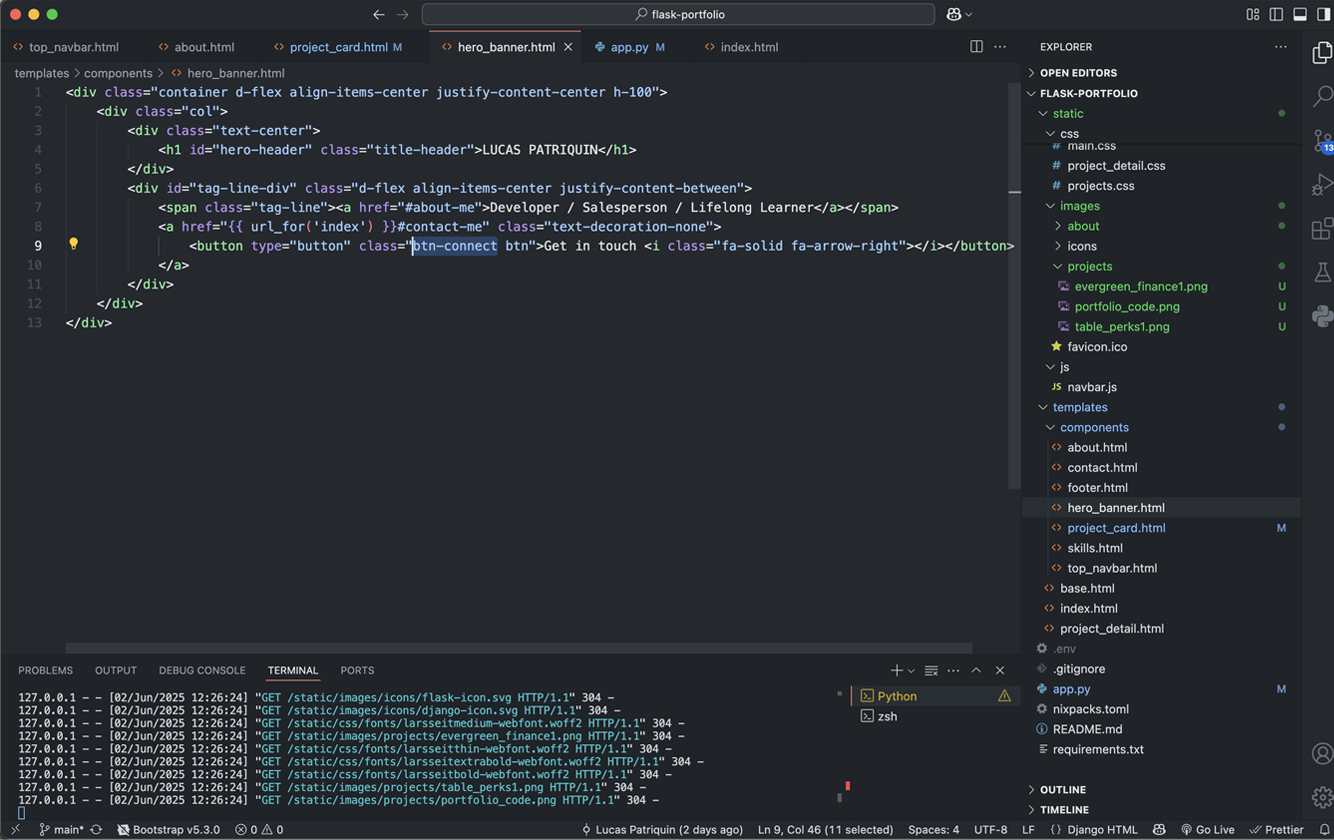 flask-portfolio
top_navbar.html about.html project_card.html M hero_banner.html app.py M index.html
templates > components > hero_banner.html
1 <div class="container d-flex align-items-center justify-content-center h-100">
2 <div class="col">
3 <div class="text-center">
4 <h1 id="hero-header" class="title-header">LUCAS PATRIQUIN</h1>
5 </div>
6 <div id="tag-line-div" class="d-flex align-items-center justify-content-between">
7 <span class="tag-line"><a href="#about-me">Developer / Salesperson / Lifelong Learner</a></span>
8 <a href="{{ url_for('index') }}#contact-me" class="text-decoration-none">
9 <button type="button" class="btn-connect btn">Get in touch <i class="fa-solid fa-arrow-right"></i></button>
10 </a>
11 </div>
12 </div>
13 </div>
EXPLORER
OPEN EDITORS
FLASK-PORTFOLIO
static
css
# main.css
# project_detail.css
# projects.css
images
about
icons
projects
evergreen_finance1.png U
portfolio_code.png U
table_perks1.png U
favicon.ico
js
JS navbar.js
templates
components
about.html
contact.html
footer.html
hero_banner.html
project_card.html M
skills.html
top_navbar.html
base.html
index.html
project_detail.html
.env
.gitignore
app.py M
nixpacks.toml
README.md
requirements.txt
OUTLINE
TIMELINE
13
PROBLEMS OUTPUT DEBUG CONSOLE TERMINAL PORTS
127.0.0.1 - - [02/Jun/2025 12:26:24] "GET /static/images/icons/flask-icon.svg HTTP/1.1" 304 -
127.0.0.1 - - [02/Jun/2025 12:26:24] "GET /static/images/icons/django-icon.svg HTTP/1.1" 304 -
127.0.0.1 - - [02/Jun/2025 12:26:24] "GET /static/css/fonts/larsseitmedium-webfont.woff2 HTTP/1.1" 304 -
127.0.0.1 - - [02/Jun/2025 12:26:24] "GET /static/images/projects/evergreen_finance1.png HTTP/1.1" 304 -
127.0.0.1 - - [02/Jun/2025 12:26:24] "GET /static/css/fonts/larsseitthin-webfont.woff2 HTTP/1.1" 304 -
127.0.0.1 - - [02/Jun/2025 12:26:24] "GET /static/css/fonts/larsseitextrabold-webfont.woff2 HTTP/1.1" 304 -
127.0.0.1 - - [02/Jun/2025 12:26:24] "GET /static/css/fonts/larsseitbold-webfont.woff2 HTTP/1.1" 304 -
127.0.0.1 - - [02/Jun/2025 12:26:24] "GET /static/images/projects/table_perks1.png HTTP/1.1" 304 -
127.0.0.1 - - [02/Jun/2025 12:26:24] "GET /static/images/projects/portfolio_code.png HTTP/1.1" 304 -
Python
zsh
main* Bootstrap v5.3.0 0 0 Lucas Patriquin (2 days ago) Ln 9, Col 46 (11 selected) Spaces: 4 UTF-8 LF {} Django HTML Go Live Prettier